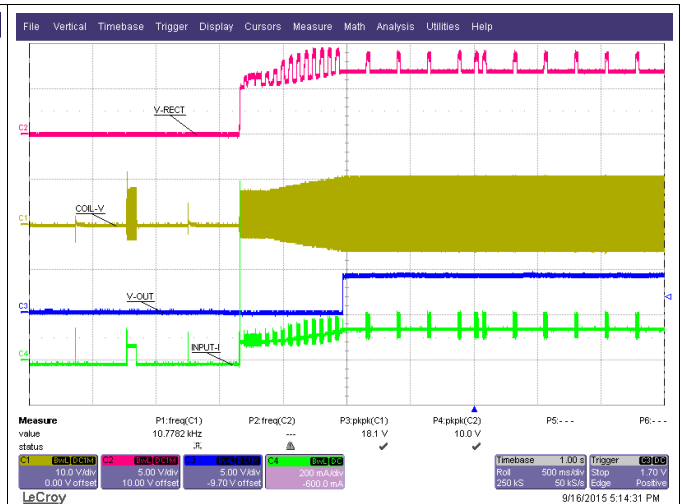 File Vertical Timebase Trigger Display Cursors Measure Math Analysis Utilities Help
V-RECT
C2
COIL-V
C1
V-OUT
C3
INPUT-I
C4
Measure P1:freq(C1) P2:freq(C2) P3:pkpk(C1) P4:pkpk(C2) P5:- - - P6:- - -
value 10.7782 kHz --- 18.1 V 10.0 V
status
C1 BwL DC1M
10.0 V/div
0.00 V offset
C2 BwL DC1M
5.00 V/div
10.00 V offset
5.00 V/div
-9.70 V offset
C4 BwL DC
200 mA/div
-600.0 mA
Timebase 1.00 s
Roll 500 ms/div
250 kS 50 kS/s
Trigger C3 DC
Stop 1.70 V
Edge Positive
LeCroy
9/16/2015 5:14:31 PM